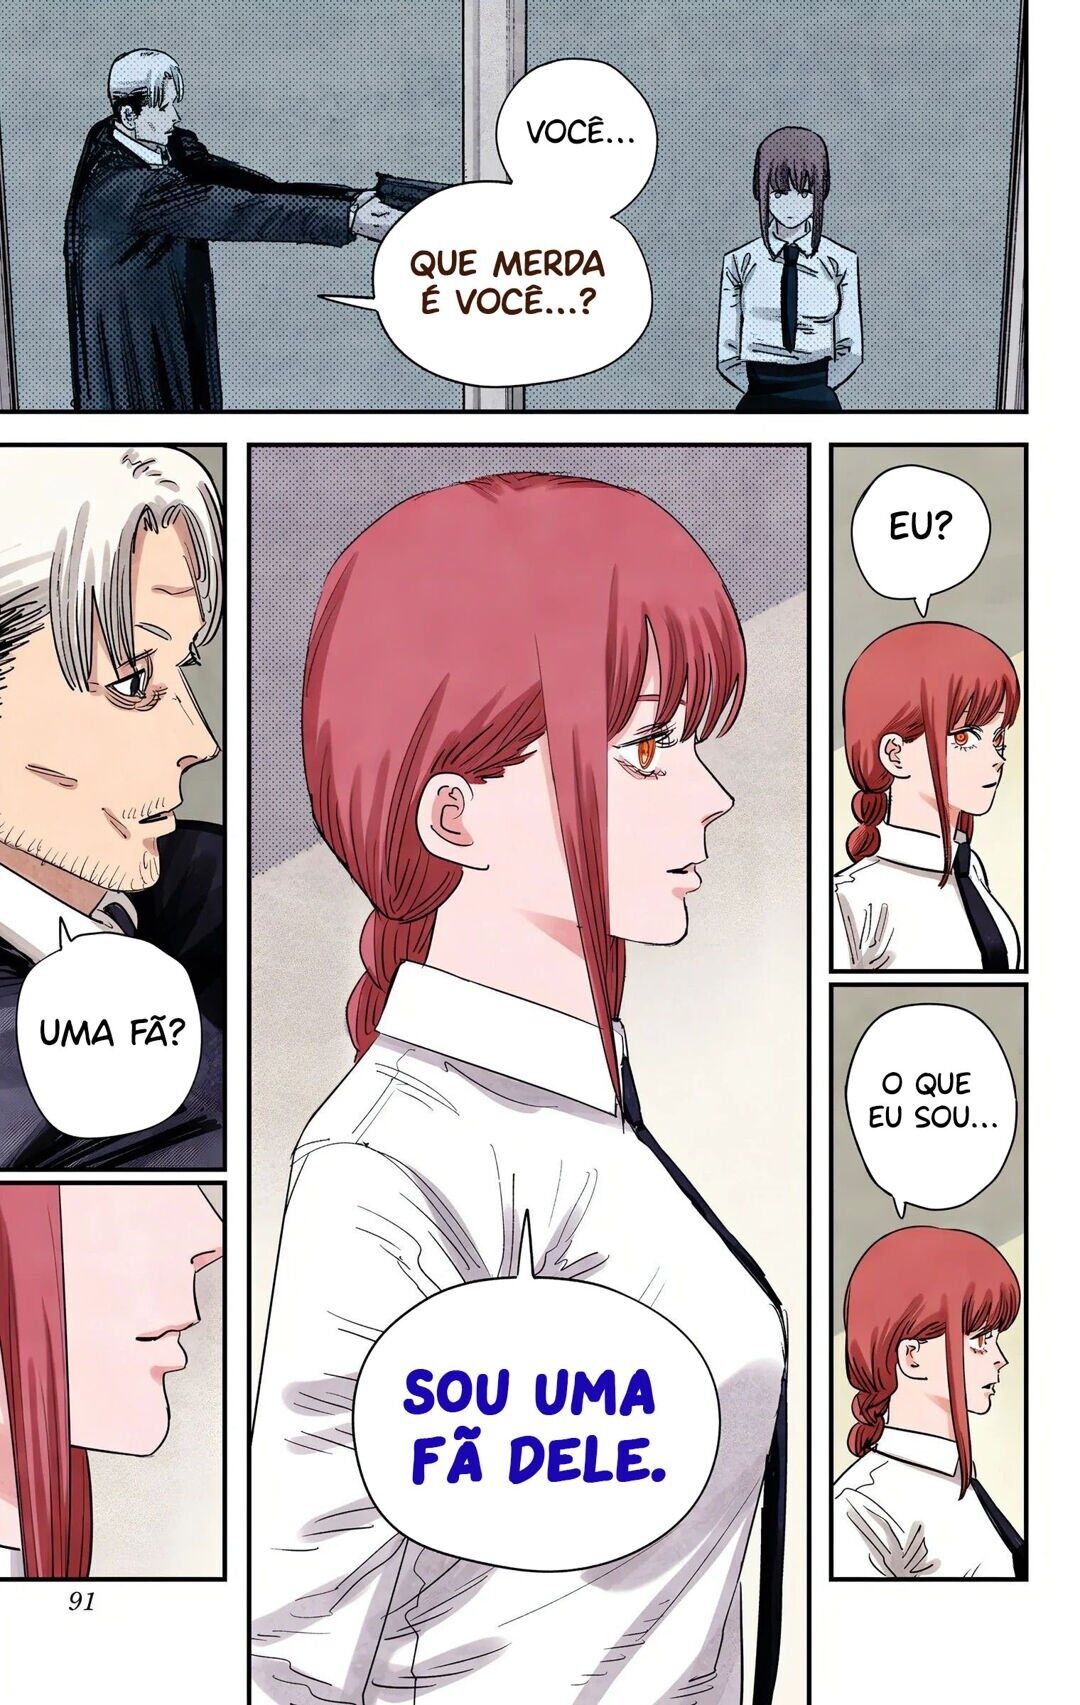 VOCÊ...
QUE MERDA
É VOCÊ...?
EU?
O QUE
EU SOU...
SOU UMA
FÃ DELE.
UMA FÃ?
91